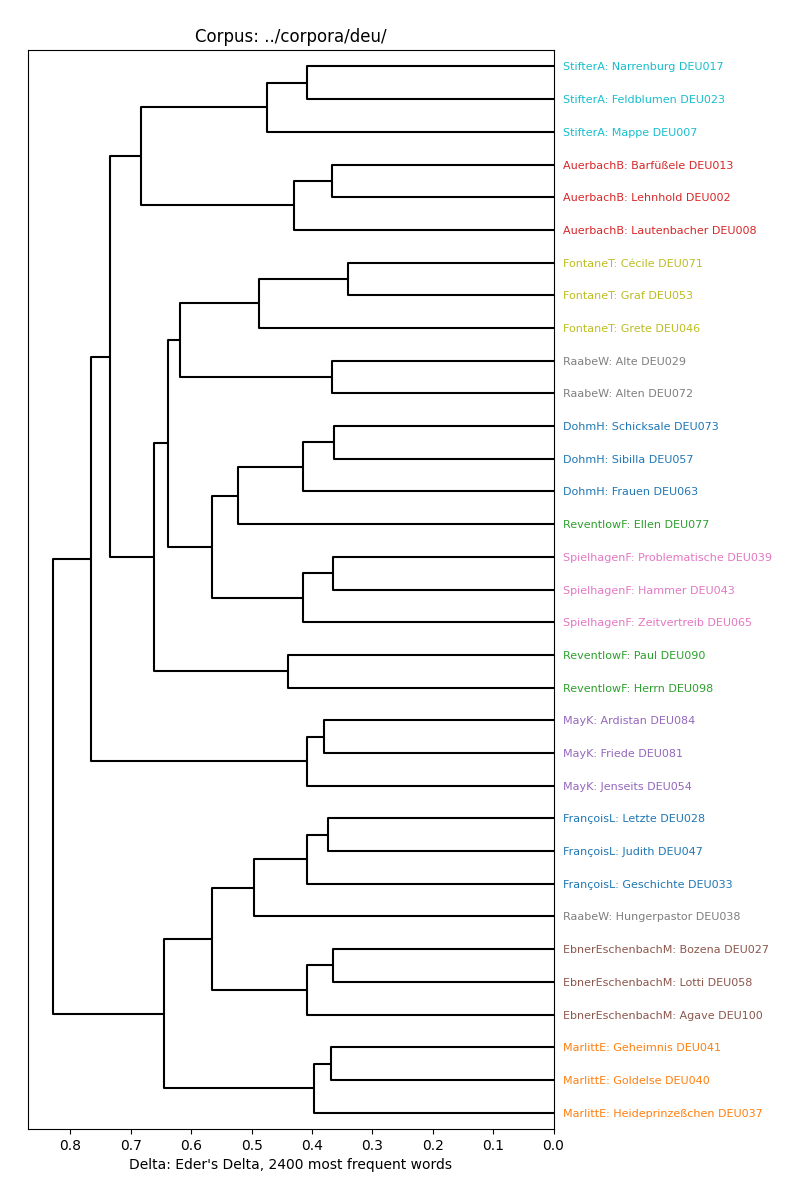 Corpus: ../corpora/deu/
StifterA: Narrenburg DEU017
StifterA: Feldblumen DEU023
StifterA: Mappe DEU007
AuerbachB: Barfüßele DEU013
AuerbachB: Lehnhold DEU002
AuerbachB: Lautenbacher DEU008
FontaneT: Cécile DEU071
FontaneT: Graf DEU053
FontaneT: Grete DEU046
RaabeW: Alte DEU029
RaabeW: Alten DEU072
DohmH: Schicksale DEU073
DohmH: Sibilla DEU057
DohmH: Frauen DEU063
ReventlowF: Ellen DEU077
SpielhagenF: Problematische DEU039
SpielhagenF: Hammer DEU043
SpielhagenF: Zeitvertreib DEU065
ReventlowF: Paul DEU090
ReventlowF: Herrn DEU098
MayK: Ardistan DEU084
MayK: Friede DEU081
MayK: Jenseits DEU054
FrançoisL: Letzte DEU028
FrançoisL: Judith DEU047
FrançoisL: Geschichte DEU033
RaabeW: Hungerpastor DEU038
EbnerEschenbachM: Bozena DEU027
EbnerEschenbachM: Lotti DEU058
EbnerEschenbachM: Agave DEU100
MarlittE: Geheimnis DEU041
MarlittE: Goldelse DEU040
MarlittE: Heideprinzeßchen DEU037
0.8 0.7 0.6 0.5 0.4 0.3 0.2 0.1 0.0
Delta: Eder's Delta, 2400 most frequent words